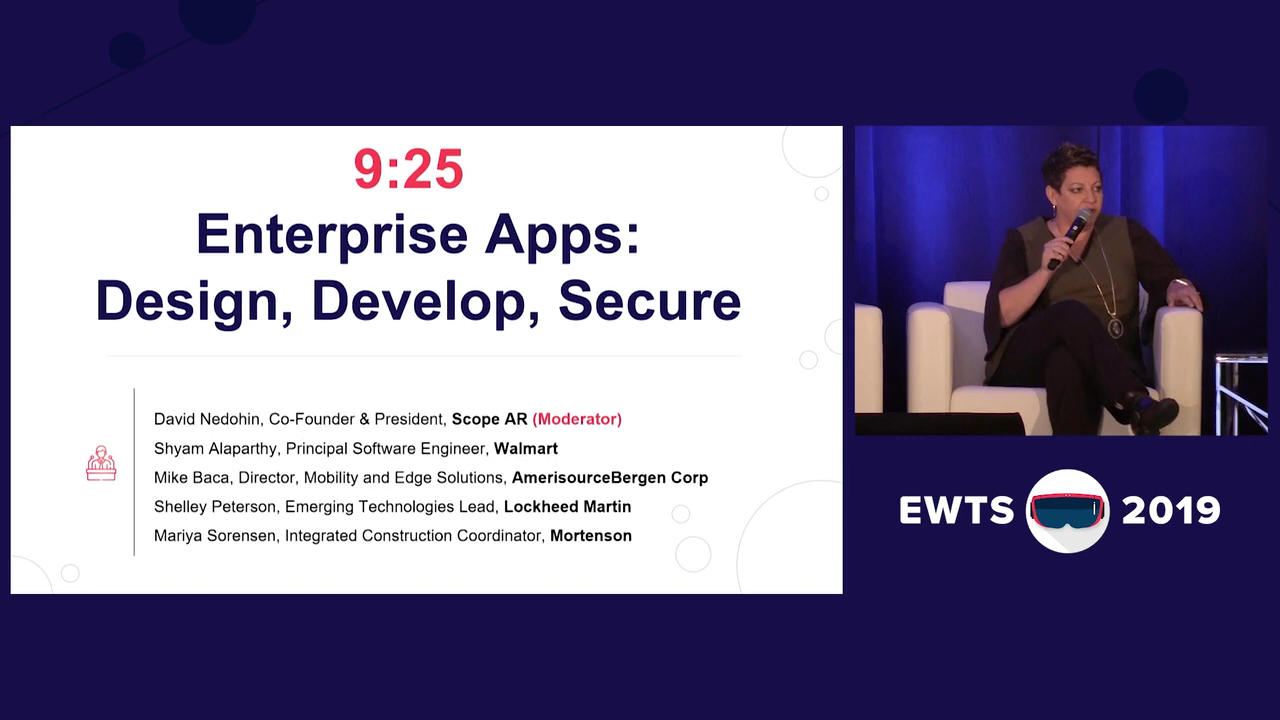 9:25
Enterprise Apps:
Design, Develop, Secure
David Nedohin, Co-Founder & President, Scope AR (Moderator)
Shyam Alaparthy, Principal Software Engineer, Walmart
Mike Baca, Director, Mobility and Edge Solutions, AmerisourceBergen Corp
Shelley Peterson, Emerging Technologies Lead, Lockheed Martin
Mariya Sorensen, Integrated Construction Coordinator, Mortenson
EWTS 2019